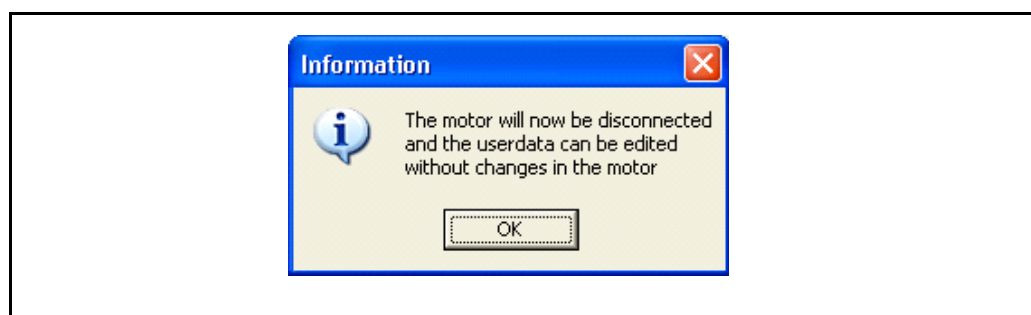 Information
The motor will now be disconnected
and the userdata can be edited
without changes in the motor
OK